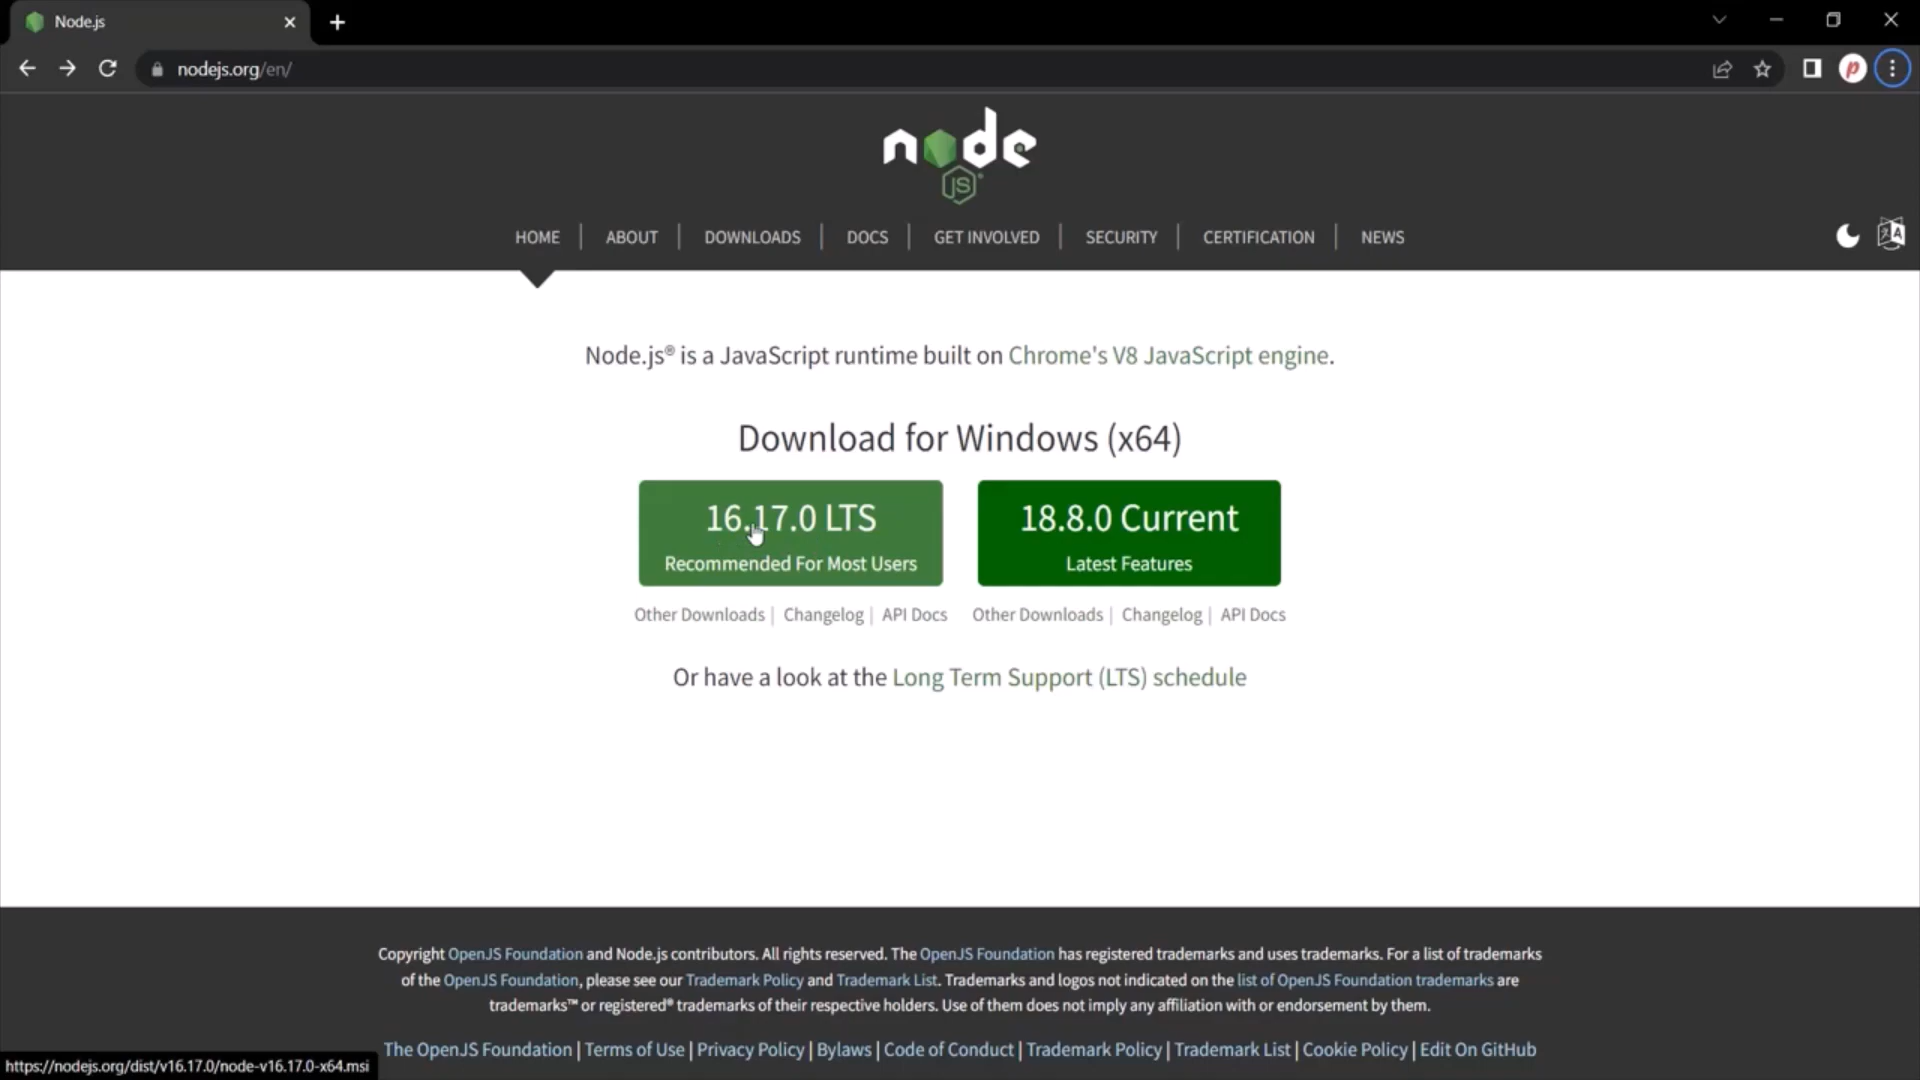 Node.js
nodejs.org/en/
node
JS
HOME | ABOUT | DOWNLOADS | DOCS | GET INVOLVED | SECURITY | CERTIFICATION | NEWS
Node.js® is a JavaScript runtime built on Chrome's V8 JavaScript engine.
Download for Windows (x64)
16.17.0 LTS
Recommended For Most Users
18.8.0 Current
Latest Features
Other Downloads | Changelog | API Docs
Other Downloads | Changelog | API Docs
Or have a look at the Long Term Support (LTS) schedule
Copyright OpenJS Foundation and Node.js contributors. All rights reserved. The OpenJS Foundation has registered trademarks and uses trademarks. For a list of trademarks
of the OpenJS Foundation, please see our Trademark Policy and Trademark List. Trademarks and logos not indicated on the list of OpenJS Foundation trademarks are
trademarks™ or registered® trademarks of their respective holders. Use of them does not imply any affiliation with or endorsement by them.
The OpenJS Foundation | Terms of Use | Privacy Policy | Bylaws | Code of Conduct | Trademark Policy | Trademark List | Cookie Policy | Edit On GitHub
https://nodejs.org/dist/v16.17.0/node-v16.17.0-x64.msi